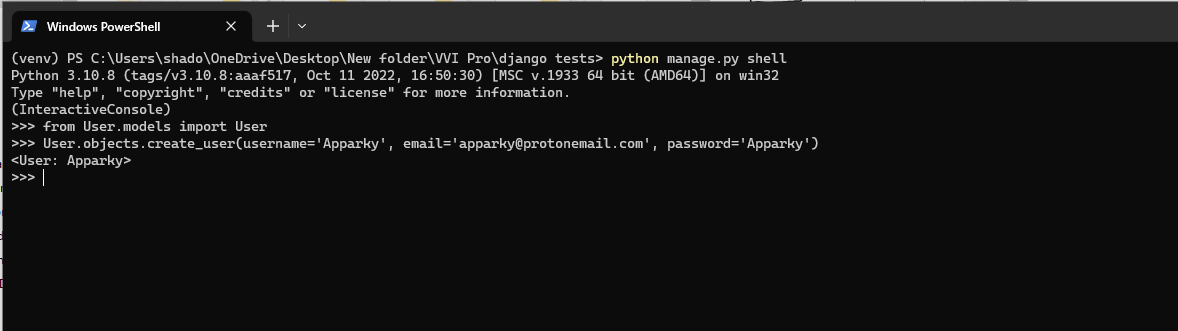 Windows PowerShell
(venv) PS C:\Users\shado\OneDrive\Desktop\New folder\VVI Pro\django tests> python manage.py shell
Python 3.10.8 (tags/v3.10.8:aaaf517, Oct 11 2022, 16:50:30) [MSC v.1933 64 bit (AMD64)] on win32
Type "help", "copyright", "credits" or "license" for more information.
(InteractiveConsole)
>>> from User.models import User
>>> User.objects.create_user(username='Apparky', email='apparky@protonemail.com', password='Apparky')
<User: Apparky>
>>>